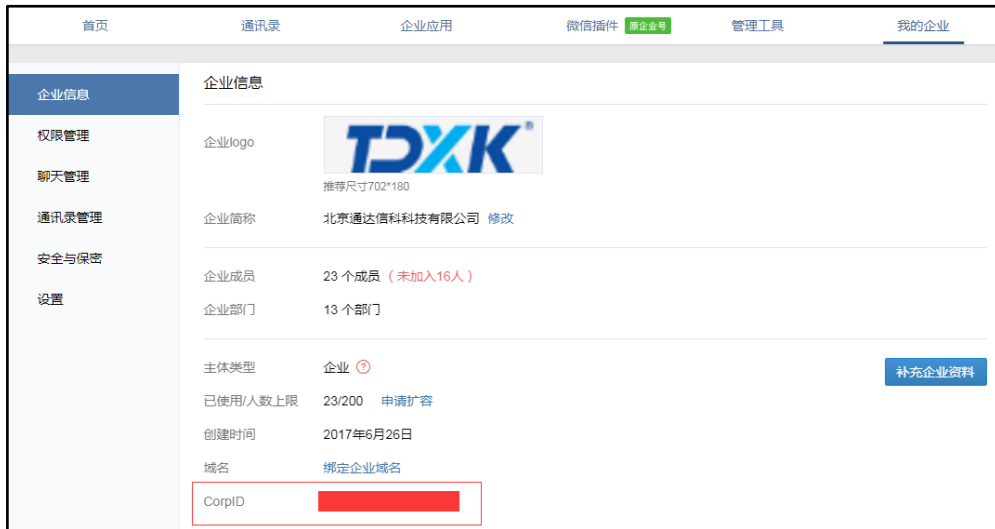 首页 通讯录 企业应用 微信插件 原企业号 管理工具 我的企业
企业信息
权限管理
聊天管理
通讯录管理
安全与保密
设置
企业信息
企业logo TDXK®
推荐尺寸702*180
企业简称 北京通达信科科技有限公司 修改
企业成员 23 个成员（未加入16人）
企业部门 13 个部门
主体类型 企业 ? 补充企业资料
已使用/人数上限 23/200 申请扩容
创建时间 2017年6月26日
域名 绑定企业域名
CorpID